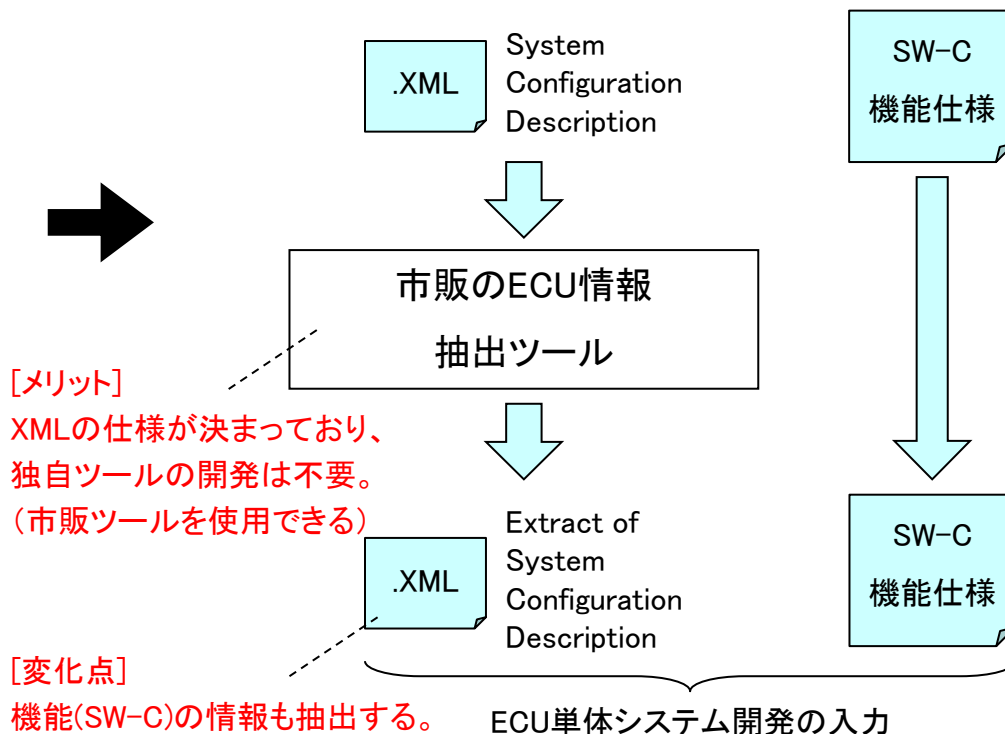 .XML
System
Configuration
Description
SW-C
機能仕様
市販のECU情報
抽出ツール
[メリット]
XMLの仕様が決まっており、
独自ツールの開発は不要。
(市販ツールを使用できる)
.XML
Extract of
System
Configuration
Description
SW-C
機能仕様
[変化点]
機能(SW-C)の情報も抽出する。
ECU単体システム開発の入力